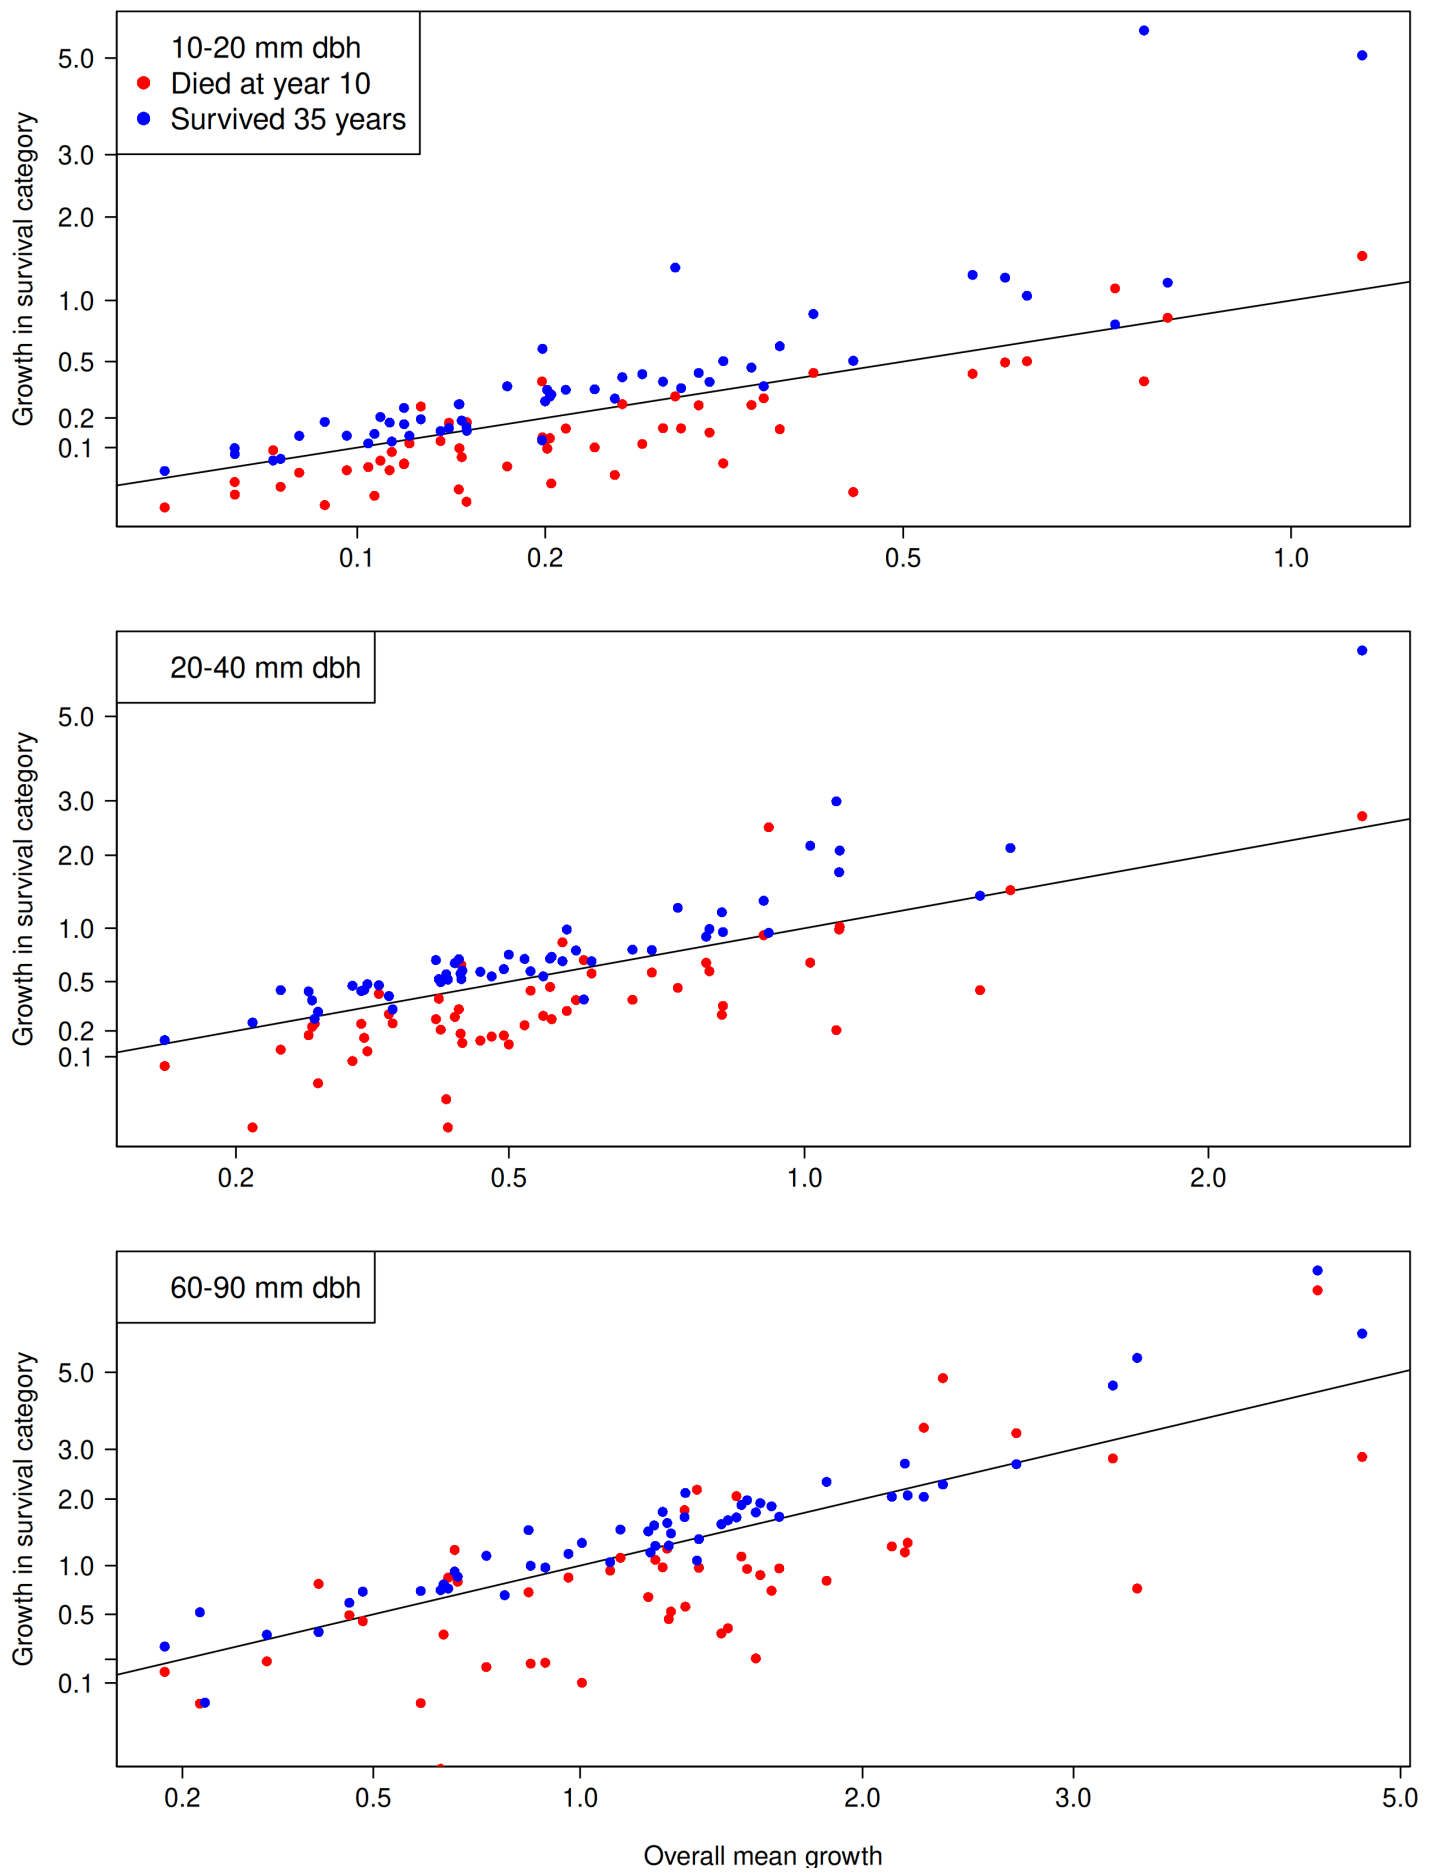 10-20 mm dbh
Died at year 10
Survived 35 years
Growth in survival category
5.0
3.0
2.0
1.0
0.5
0.2
0.1
0.1 0.2 0.5 1.0
20-40 mm dbh
Growth in survival category
5.0
3.0
2.0
1.0
0.5
0.2
0.1
0.2 0.5 1.0 2.0
60-90 mm dbh
Growth in survival category
5.0
3.0
2.0
1.0
0.5
0.1
0.2 0.5 1.0 2.0 3.0 5.0
Overall mean growth